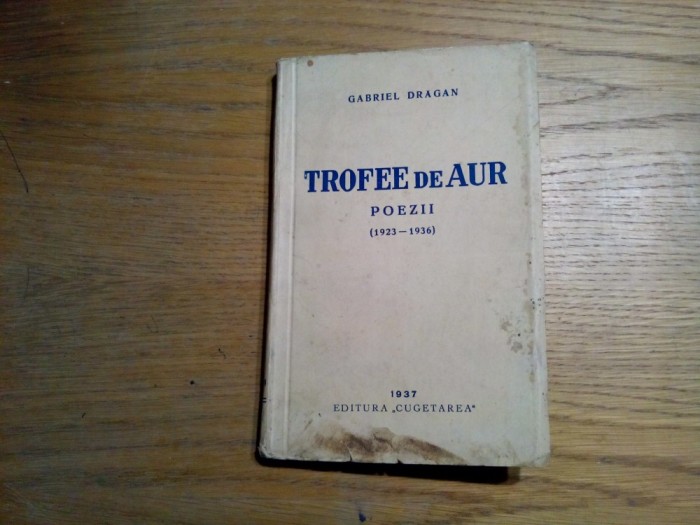 GABRIEL DRAGAN
TROFEE DE AUR
POEZII
(1923—1936)
1937
EDITURA „CUGETAREA"